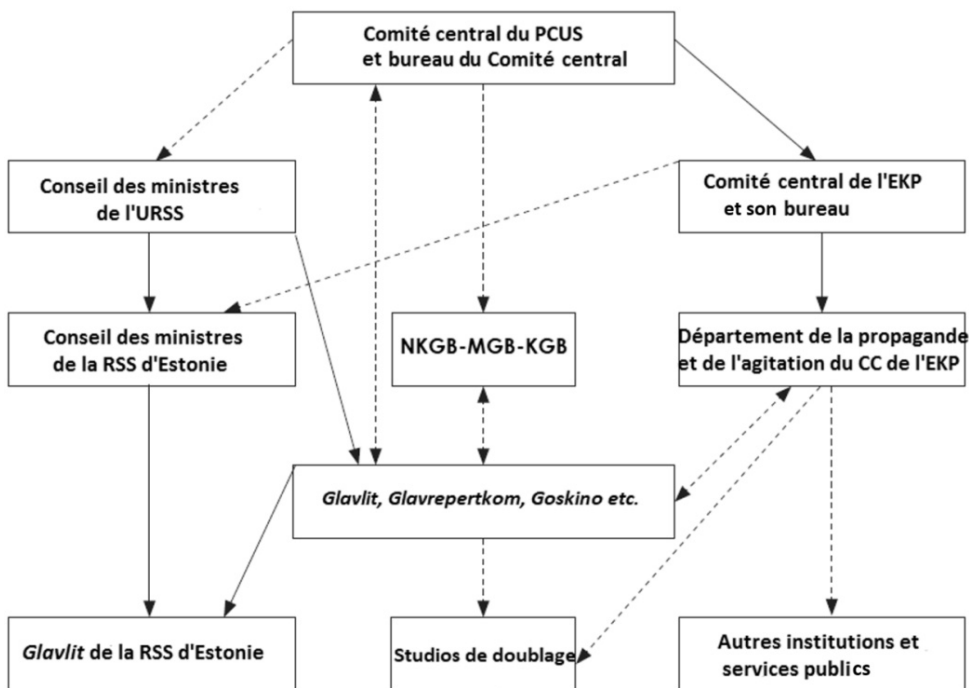 Comité central du PCUS
et bureau du Comité central
Conseil des ministres
de l'URSS
Comité central de l'EKP
et son bureau
Conseil des ministres
de la RSS d'Estonie
NKGB-MGB-KGB
Département de la propagande
et de l'agitation du CC de l'EKP
Glavlit, Glavrepertkom, Goskino etc.
Glavlit de la RSS d'Estonie
Studios de doublage
Autres institutions et
services publics